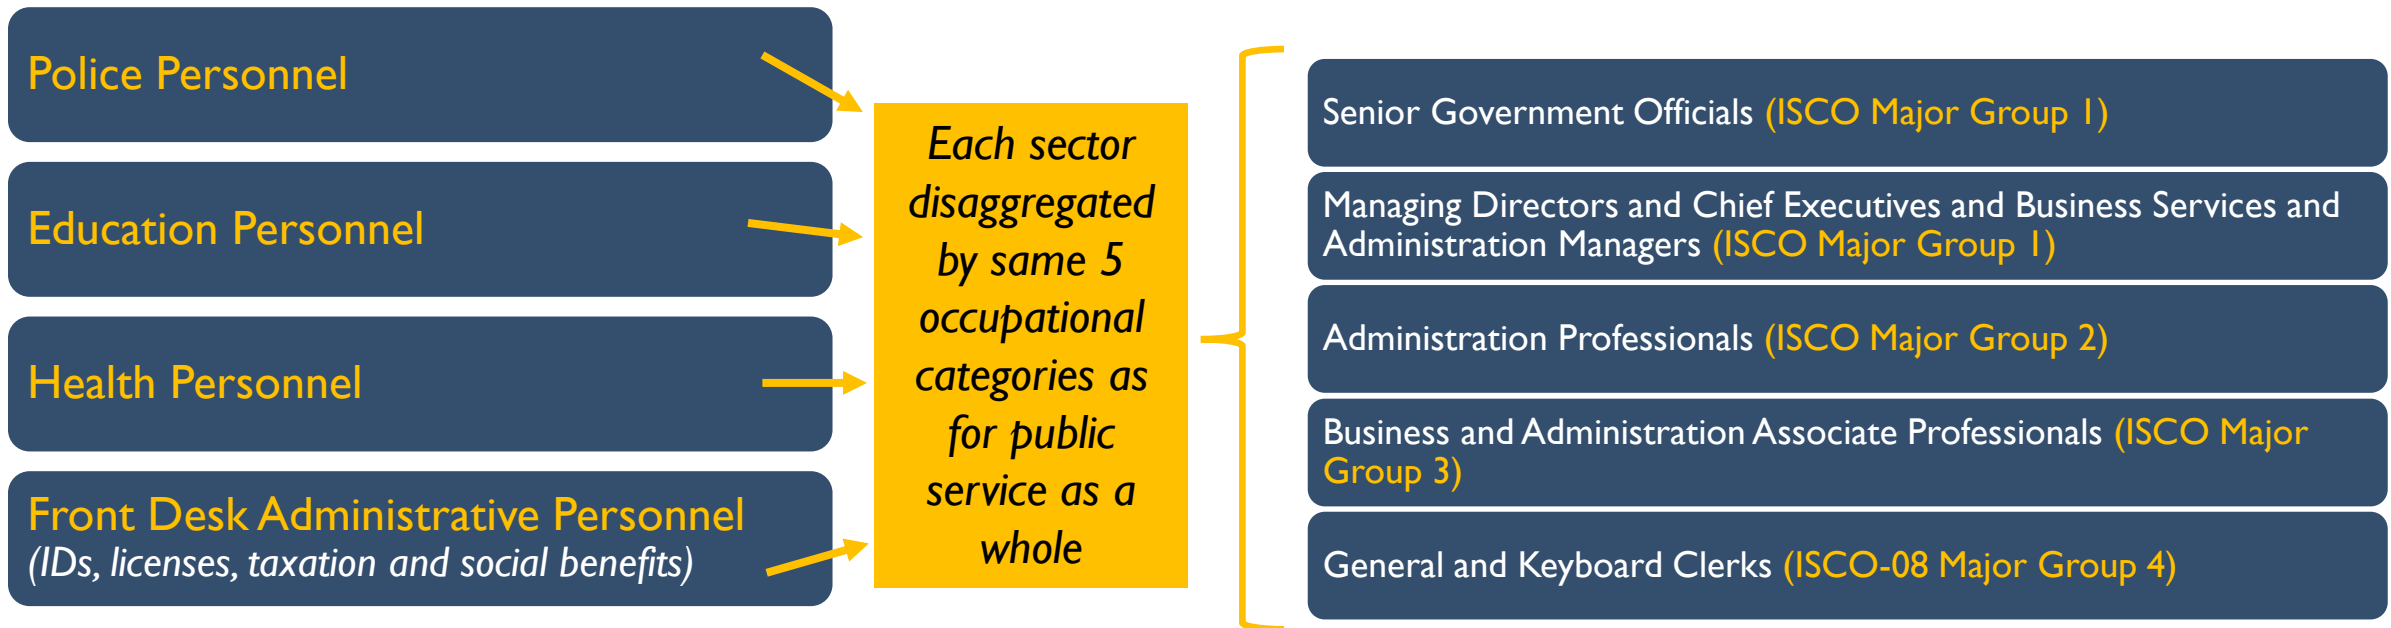 Police Personnel
Education Personnel
Health Personnel
Front Desk Administrative Personnel
(IDs, licenses, taxation and social benefits)
Each sector
disaggregated
by same 5
occupational
categories as
for public
service as a
whole
Senior Government Officials (ISCO Major Group 1)
Managing Directors and Chief Executives and Business Services and
Administration Managers (ISCO Major Group 1)
Administration Professionals (ISCO Major Group 2)
Business and Administration Associate Professionals (ISCO Major
Group 3)
General and Keyboard Clerks (ISCO-08 Major Group 4)